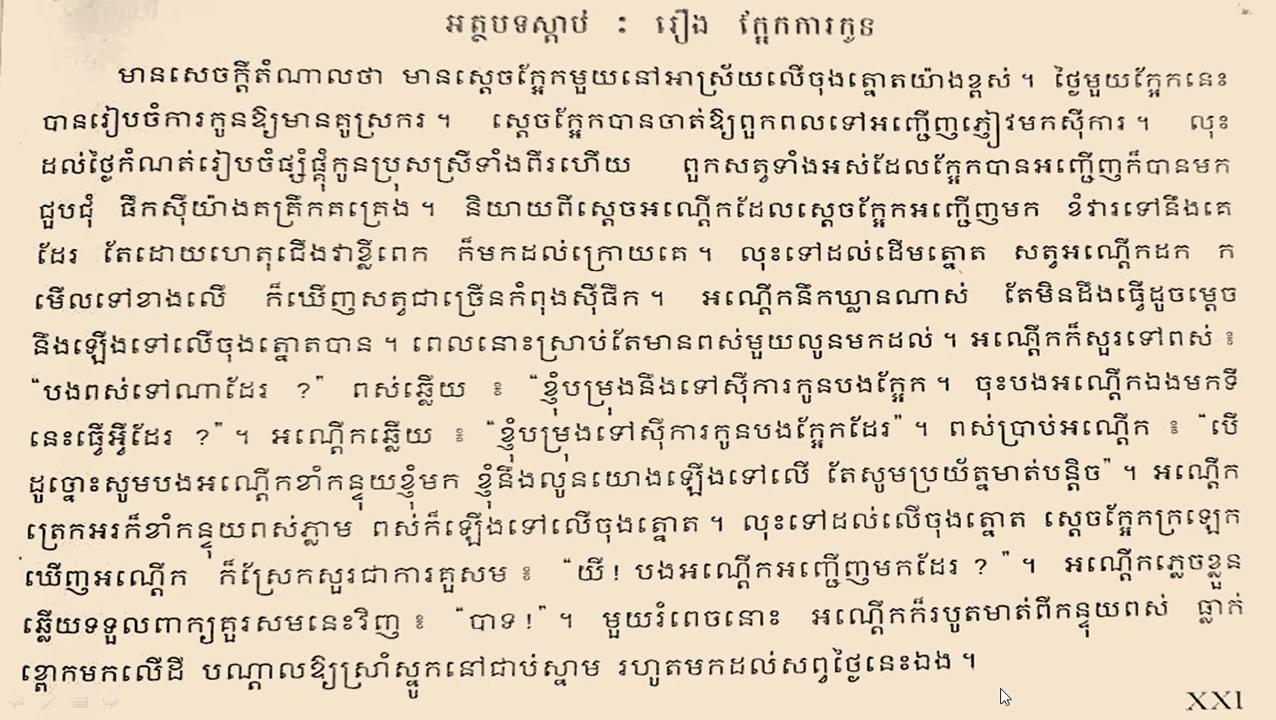 អត្ថបទស្តាប់ ៖ រឿង ក្អែកការកូន
មានសេចក្តីតំណាលថា មានស្តេចក្អែកមួយនៅអាស្រ័យលើចុងត្នោតយ៉ាងខ្ពស់ ។ ថ្ងៃមួយក្អែកនេះ
បានរៀបចំការកូនឱ្យមានគូស្រករ ។ ស្តេចក្អែកបានចាត់ឱ្យពួកពលទៅអញ្ជើញភ្ញៀវមកស៊ីការ ។ លុះ
ដល់ថ្ងៃកំណត់រៀបចំផ្សំផ្គុំកូនប្រុសស្រីទាំងពីរហើយ ពួកសត្វទាំងអស់ដែលក្អែកបានអញ្ជើញក៏បានមក
ជួបជុំ ផឹកស៊ីយ៉ាងគគ្រឹកគគ្រេង ។ និយាយពីស្តេចអណ្តើកដែលស្តេចក្អែកអញ្ជើញមក ខំវារទៅនឹងគេ
ដែរ តែដោយហេតុជើងវាខ្លីពេក ក៏មកដល់ក្រោយគេ ។ លុះទៅដល់ដើមត្នោត សត្វអណ្តើកដក ក
មើលទៅខាងលើ ក៏ឃើញសត្វជាច្រើនកំពុងស៊ីផឹក ។ អណ្តើកនឹកឃ្លានណាស់ តែមិនដឹងធ្វើដូចម្តេច
នឹងឡើងទៅលើចុងត្នោតបាន ។ ពេលនោះស្រាប់តែមានពស់មួយលូនមកដល់ ។ អណ្តើកក៏សួរទៅពស់ ៖
“បងពស់ទៅណាដែរ ?” ពស់ឆ្លើយ ៖ “ខ្ញុំបម្រុងនឹងទៅស៊ីការកូនបងក្អែក ។ ចុះបងអណ្តើកឯងមកទី
នេះធ្វើអ្វីដែរ ?” ។ អណ្តើកឆ្លើយ ៖ “ខ្ញុំបម្រុងទៅស៊ីការកូនបងក្អែកដែរ” ។ ពស់ប្រាប់អណ្តើក ៖ “បើ
ដូច្នោះសូមបងអណ្តើកខាំកន្ទុយខ្ញុំមក ខ្ញុំនឹងលូនយោងឡើងទៅលើ តែសូមប្រយ័ត្នមាត់បន្តិច” ។ អណ្តើក
ត្រេកអរក៏ខាំកន្ទុយពស់ភ្លាម ពស់ក៏ឡើងទៅលើចុងត្នោត ។ លុះទៅដល់លើចុងត្នោត ស្តេចក្អែកក្រឡេក
ឃើញអណ្តើក ក៏ស្រែកសួរជាការគួសម ៖ “យី ! បងអណ្តើកអញ្ជើញមកដែរ ? ” ។ អណ្តើកភ្លេចខ្លួន
ឆ្លើយទទួលពាក្យគួរសមនេះវិញ ៖ “បាទ !” ។ មួយរំពេចនោះ អណ្តើកក៏របូតមាត់ពីកន្ទុយពស់ ធ្លាក់
ខ្តោកមកលើដី បណ្តាលឱ្យស្រាំស្នូកនៅជាប់ស្នាម រហូតមកដល់សព្វថ្ងៃនេះឯង ។
XXI